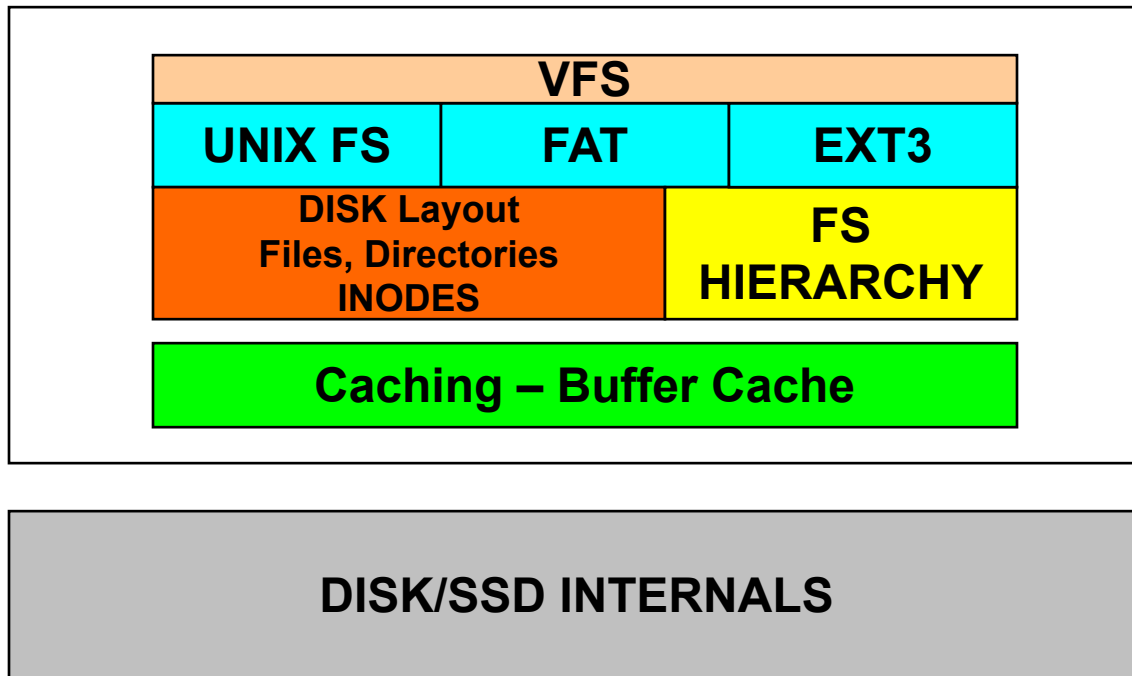 VFS
UNIX FS
FAT
EXT3
DISK Layout
Files, Directories
INODES
FS
HIERARCHY
Caching – Buffer Cache
DISK/SSD INTERNALS